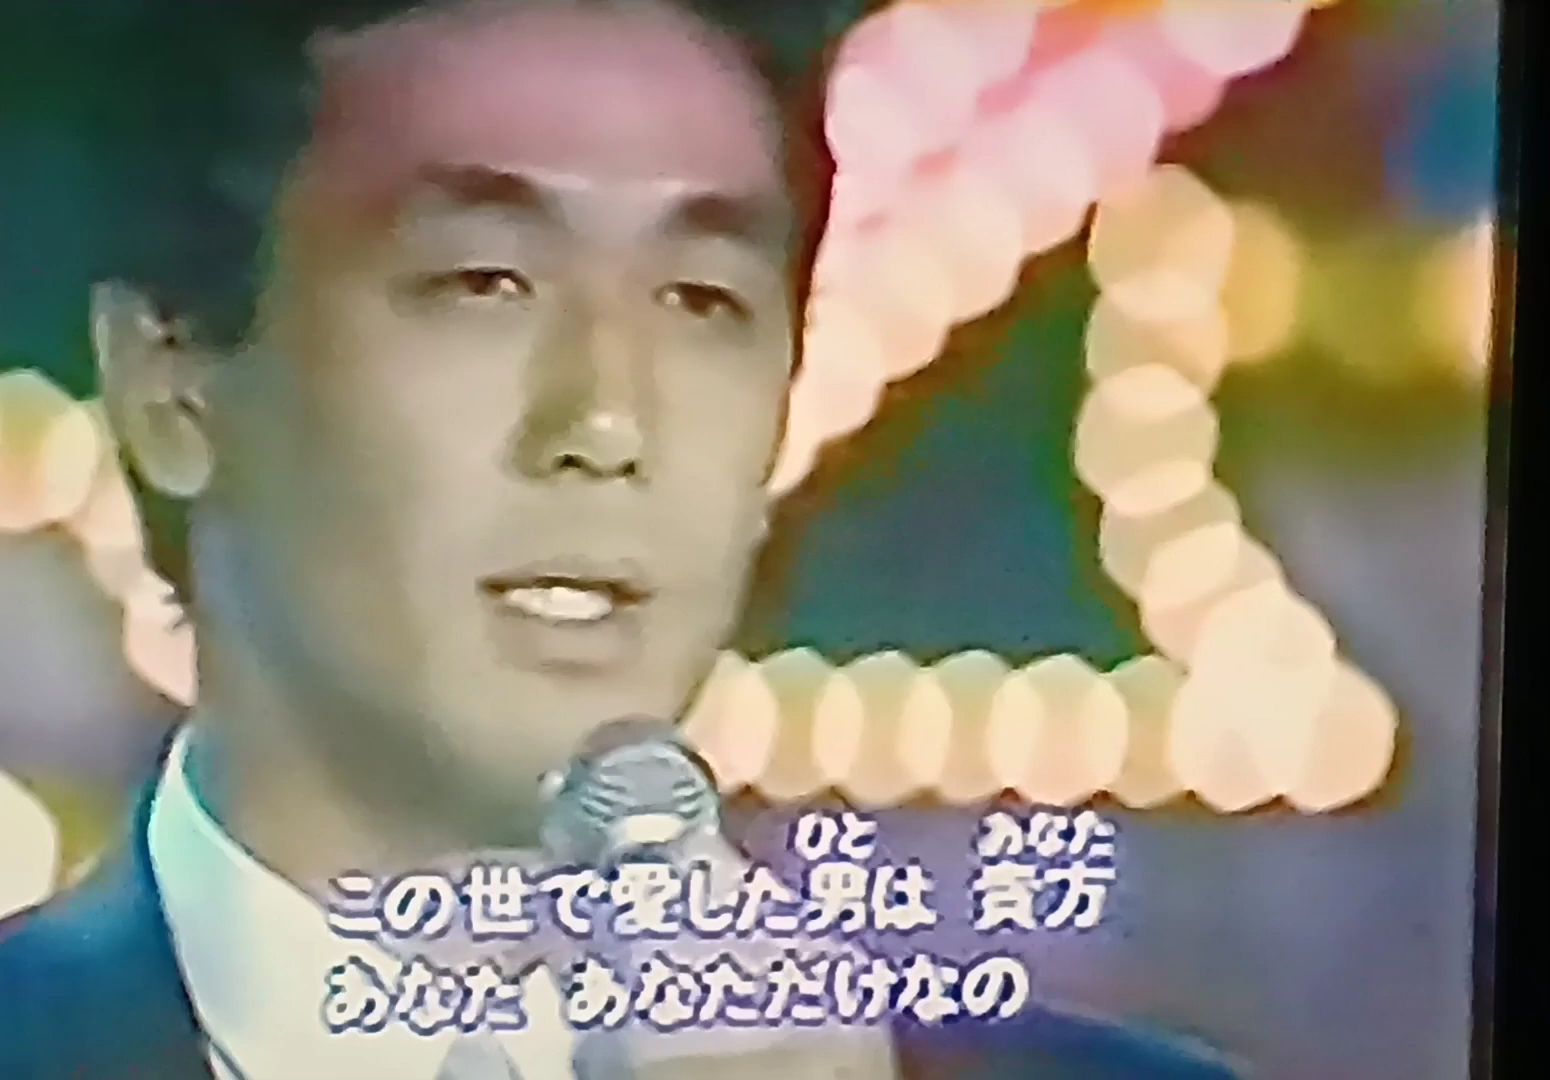 ひと あなた
この世で愛した男は 貴方
あなた あなただけなの